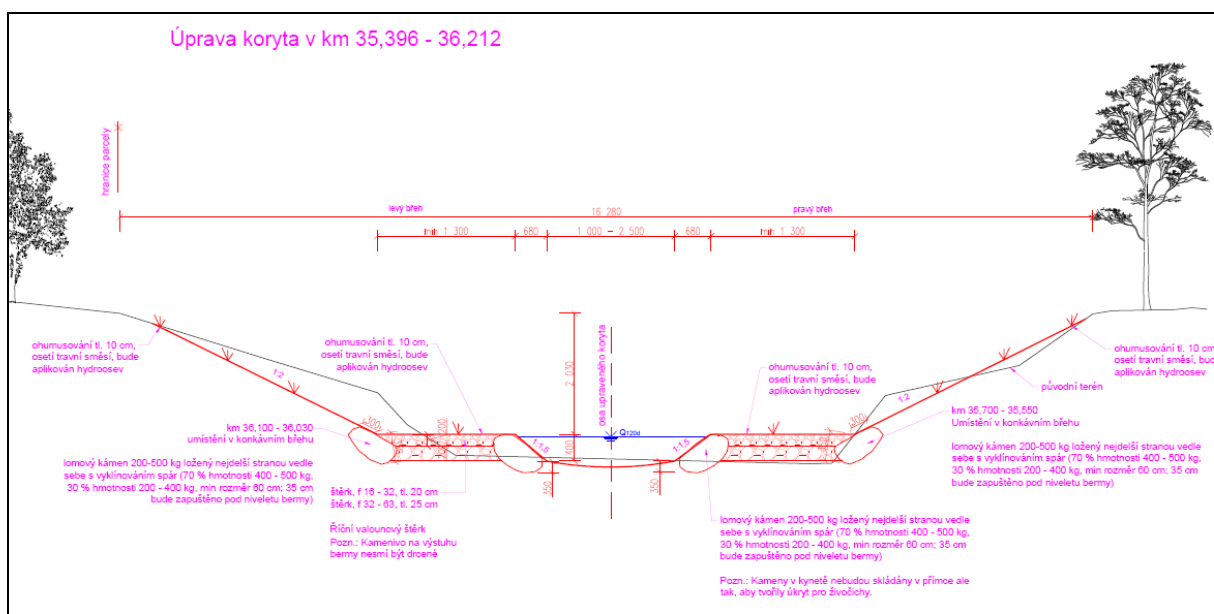 Úprava koryta v km 35,396 - 36,212
hranice parcely
levý břeh
pravý břeh
16 280
min 1 300
680
1 000 - 2 500
680
min 1 300
ohumusování tl. 10 cm,
osetí travní směsí, bude
aplikován hydroosev
ohumusování tl. 10 cm,
osetí travní směsí, bude
aplikován hydroosev
2 030
osa upraveného koryta
ohumusování tl. 10 cm,
osetí travní směsí, bude
aplikován hydroosev
ohumusování tl. 10 cm,
osetí travní směsí, bude
aplikován hydroosev
původní terén
1:2
1:2
km 36,100 - 36,030
umístění v konkávním břehu
300
200
1:1,5
400
Q120d
1:1,5
300
km 35,700 - 35,550
Umístění v konkávním břehu
lomový kámen 200-500 kg ložený nejdelší stranou vedle
sebe s vyklínováním spár (70 % hmotnosti 400 - 500 kg,
30 % hmotnosti 200 - 400 kg, min rozměr 60 cm; 35 cm
bude zapuštěno pod niveletu bermy)
lomový kámen 200-500 kg ložený nejdelší stranou vedle
sebe s vyklínováním spár (70 % hmotnosti 400 - 500 kg,
30 % hmotnosti 200 - 400 kg, min rozměr 60 cm; 35 cm
bude zapuštěno pod niveletu bermy)
350
350
štěrk, f 16 - 32, tl. 20 cm
štěrk, f 32 - 63, tl. 25 cm
Říční valounový štěrk
Pozn.: Kamenivo na výstuhu
bermy nesmí být drcené
lomový kámen 200-500 kg ložený nejdelší stranou vedle
sebe s vyklínováním spár (70 % hmotnosti 400 - 500 kg,
30 % hmotnosti 200 - 400 kg, min rozměr 60 cm; 35 cm
bude zapuštěno pod niveletu bermy)
Pozn.: Kameny v kynetě nebudou skládány v přímce ale
tak, aby tvořily úkryt pro živočichy.